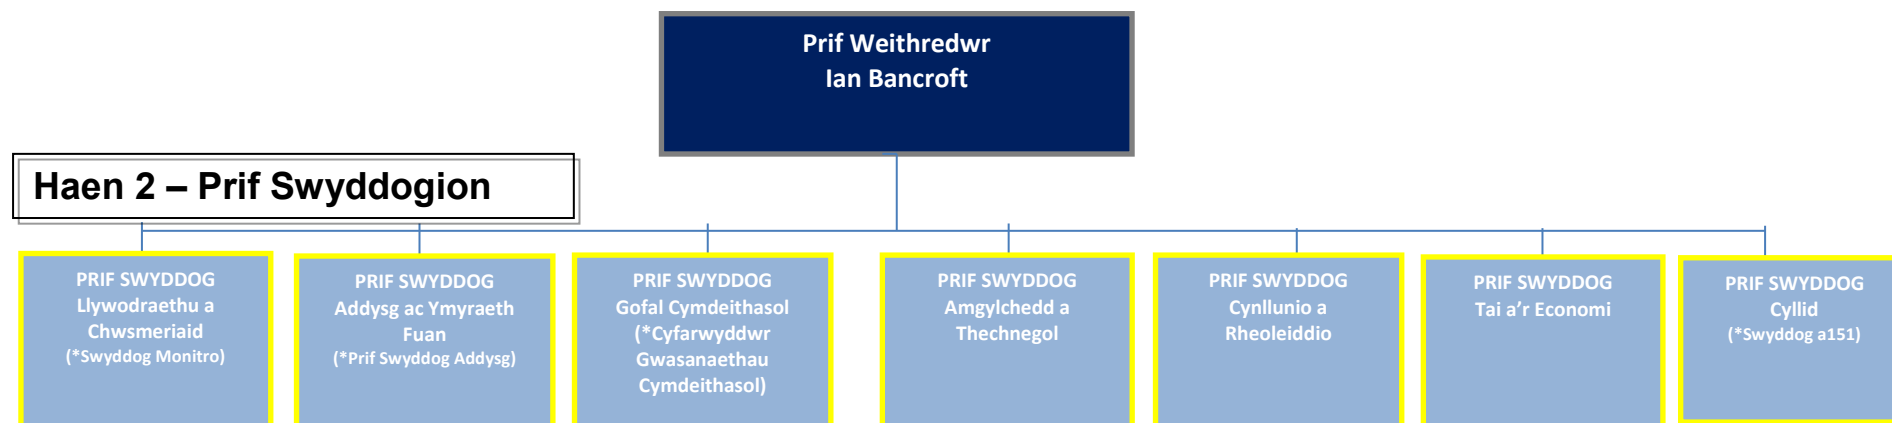 Prif Weithredwr
Ian Bancroft
Haen 2 – Prif Swyddogion
PRIF SWYDDOG
Llywodraethu a
Chwsmeriaid
(*Swyddog Monitro)
PRIF SWYDDOG
Addysg ac Ymyraeth
Fuan
(*Prif Swyddog Addysg)
PRIF SWYDDOG
Gofal Cymdeithasol
(*Cyfarwyddwr
Gwasanaethau
Cymdeithasol)
PRIF SWYDDOG
Amgylchedd a
Thechnegol
PRIF SWYDDOG
Cynllunio a
Rheoleiddio
PRIF SWYDDOG
Tai a’r Economi
PRIF SWYDDOG
Cyllid
(*Swyddog a151)